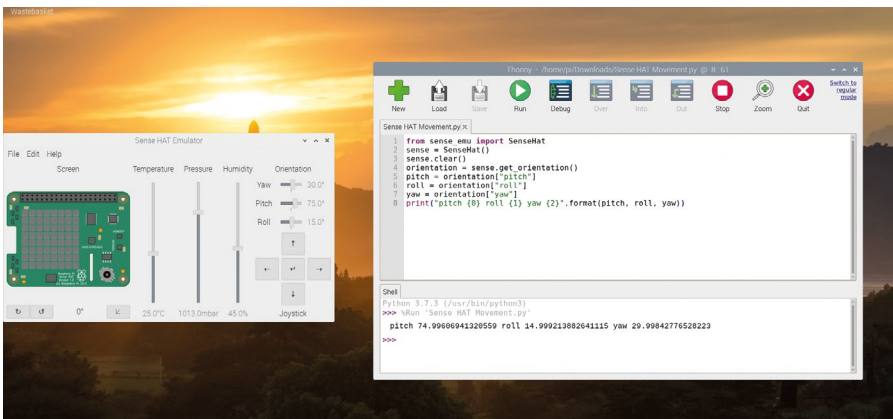 Wastebasket
Thonny - /home/pi/Downloads/Sense HAT Movement.py @ 8 : 61
New
Load
Save
Run
Debug
Over
Into
Out
Stop
Zoom
Quit
Switch to
regular
mode
Sense HAT Movement.py
1 from sense_emu import SenseHat
2 sense = SenseHat()
3 sense.clear()
4 orientation = sense.get_orientation()
5 pitch = orientation["pitch"]
6 roll = orientation["roll"]
7 yaw = orientation["yaw"]
8 print("pitch {0} roll {1} yaw {2}".format(pitch, roll, yaw))
Shell
Python 3.7.3 (/usr/bin/python3)
>>> %Run 'Sense HAT Movement.py'
pitch 74.99606941320559 roll 14.999213882641115 yaw 29.99842776528223
>>>
Sense HAT Emulator
File Edit Help
Screen
Temperature
Pressure
Humidity
Orientation
Yaw 30.0°
Pitch 75.0°
Roll 15.0°
0°
25.0°C
1013.0mbar
45.0%
Joystick